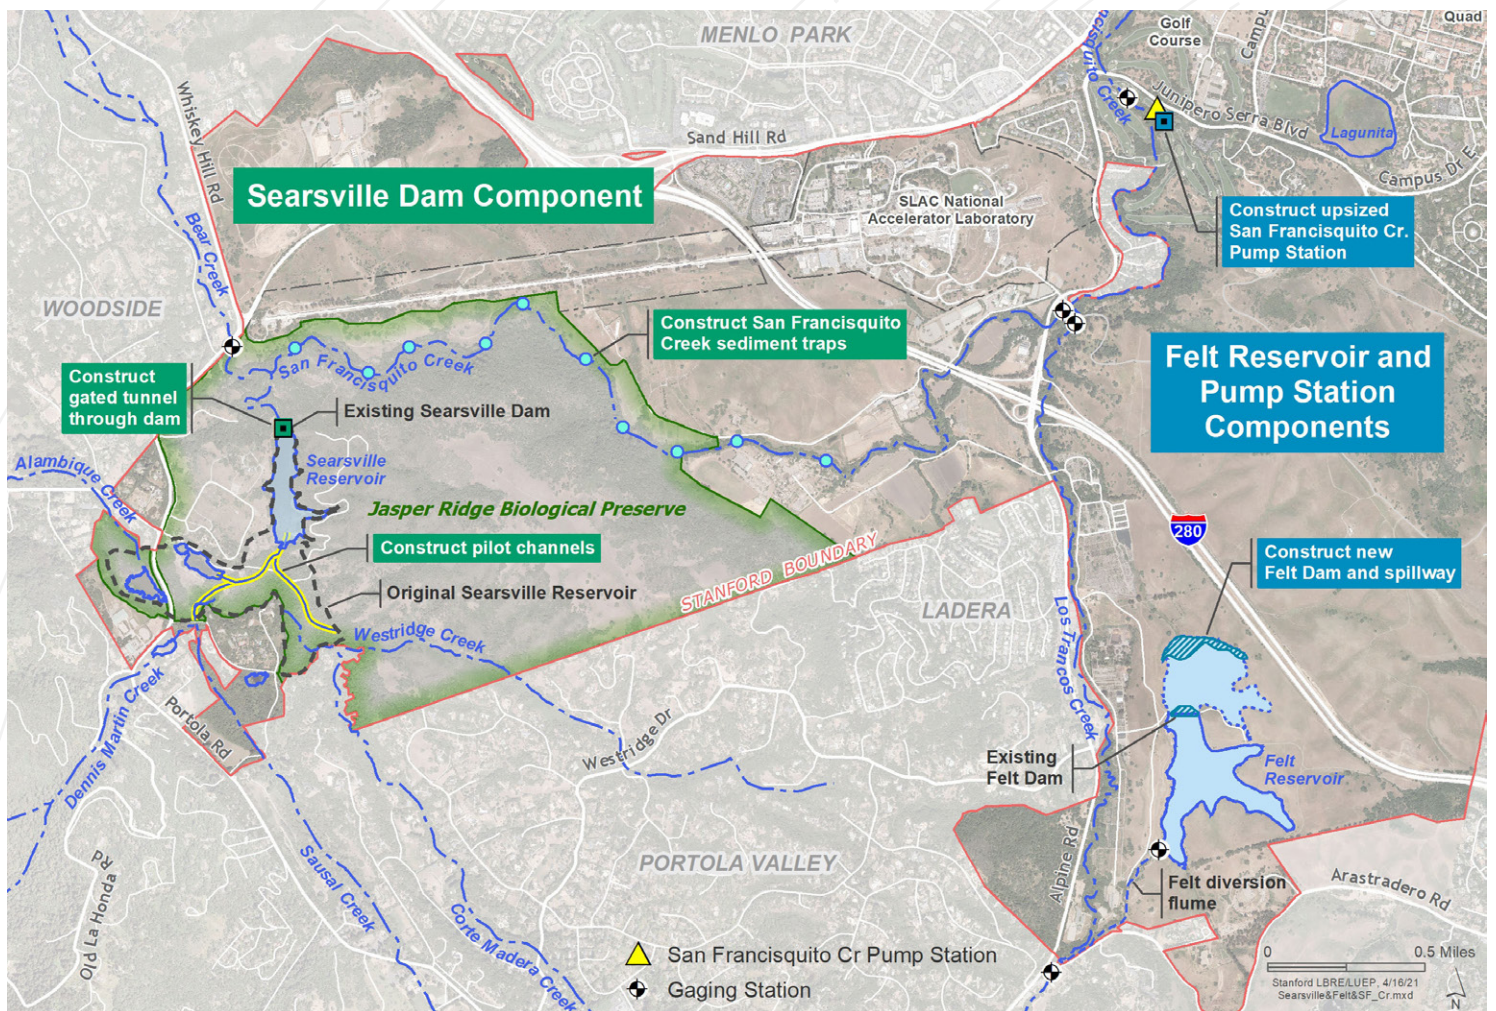 MENLO PARK
Golf
Course
Campu
Quad
ncisquito Creek
Junipero Serra Blvd
Lagunita
Campus Dr E
Whiskey Hill Rd
Sand Hill Rd
Searsville Dam Component
SLAC National
Accelerator Laboratory
Construct upsized
San Francisquito Cr.
Pump Station
Bear Creek
WOODSIDE
Construct San Francisquito
Creek sediment traps
Felt Reservoir and
Pump Station
Components
San Francisquito Creek
Construct
gated tunnel
through dam
Existing Searsville Dam
Searsville
Reservoir
Alambique Creek
Jasper Ridge Biological Preserve
280
Construct pilot channels
Construct new
Felt Dam and spillway
STANFORD BOUNDARY
Original Searsville Reservoir
LADERA
Los Trancos Creek
Westridge Creek
Dennis Martin Creek
Portola Rd
Westridge Dr
Existing
Felt Dam
Felt
Reservoir
Old La Honda Rd
Sausal Creek
Corte Madera Creek
PORTOLA VALLEY
Alpine Rd
Felt diversion
flume
Arastradero Rd
San Francisquito Cr Pump Station
Gaging Station
0 0.5 Miles
Stanford LBRE/LUEP, 4/16/21
Searsville&Felt&SF_Cr.mxd
N